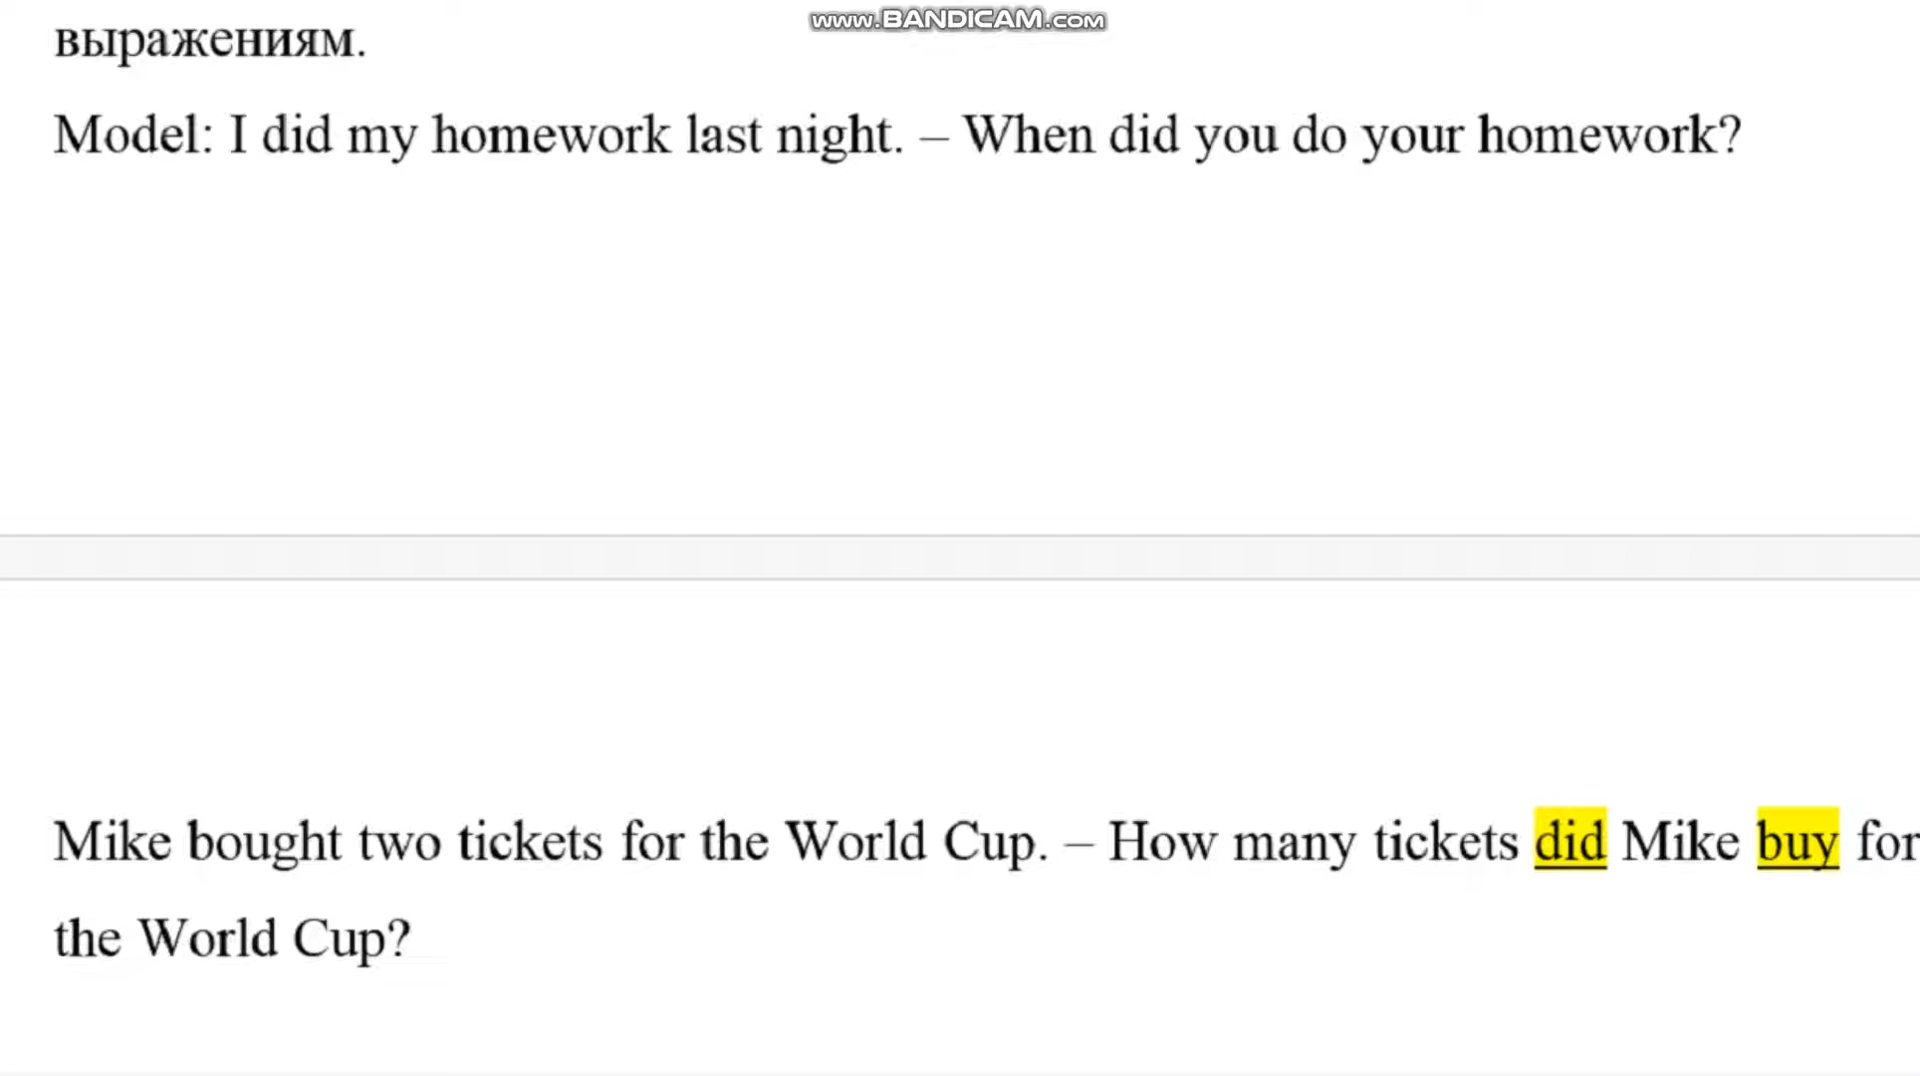 www.BANDICAM.com
выражениям.
Model: I did my homework last night. – When did you do your homework?
Mike bought two tickets for the World Cup. – How many tickets did Mike buy for
the World Cup?